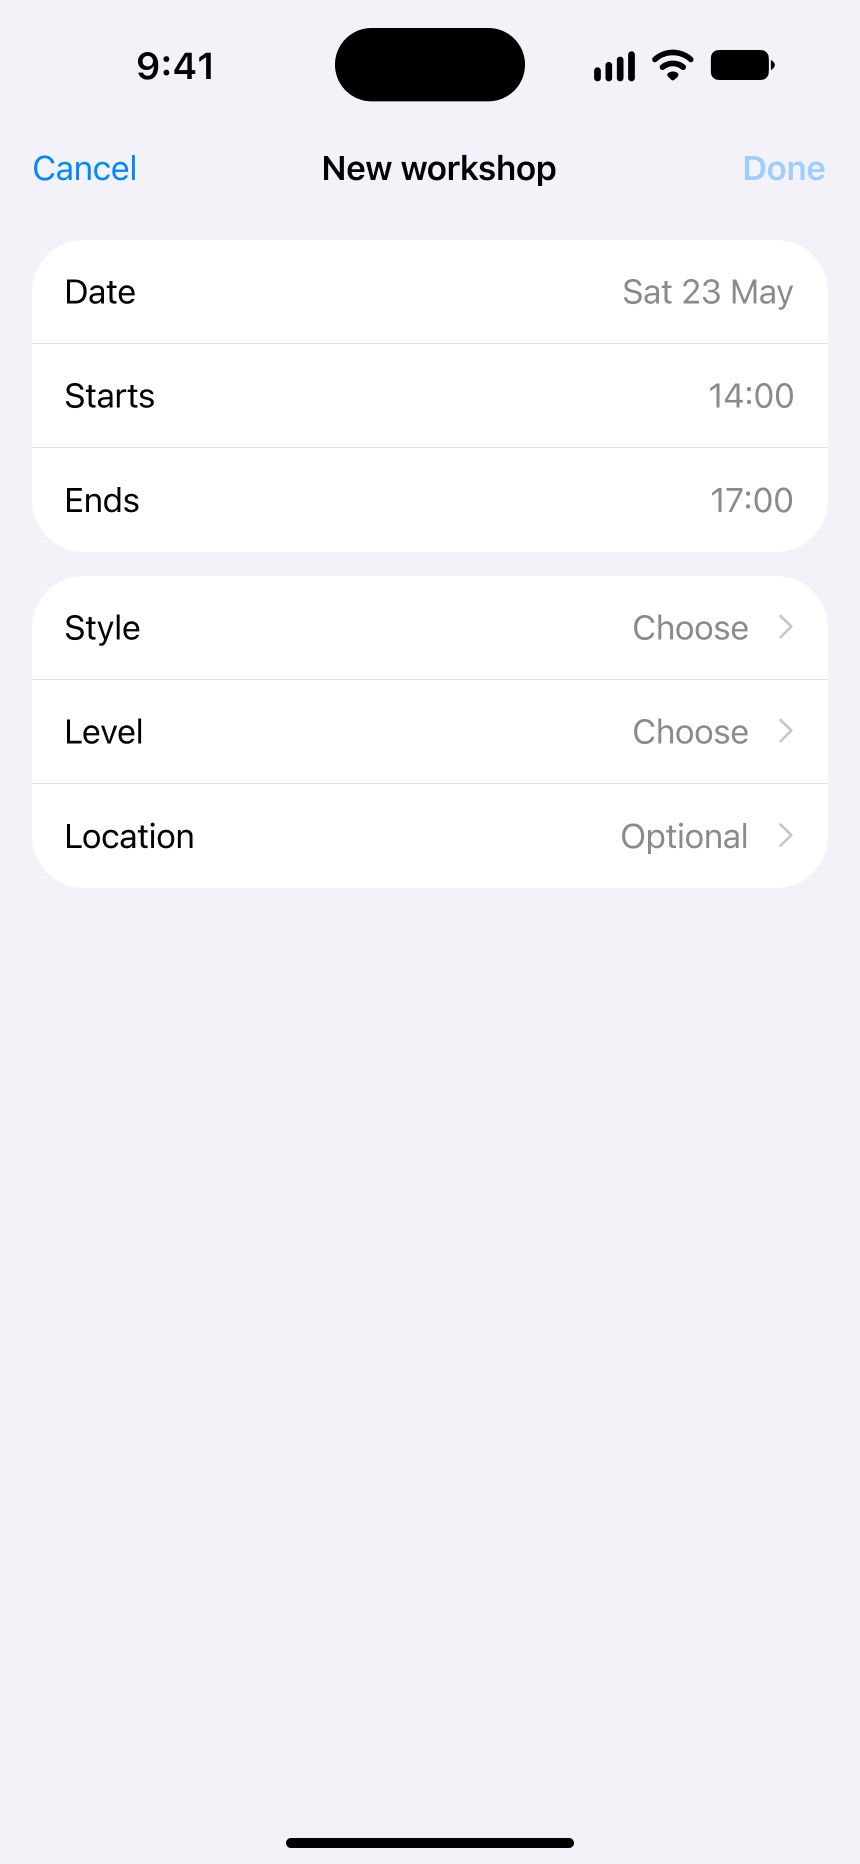 9:41
Cancel New workshop Done
Date Sat 23 May
Starts 14:00
Ends 17:00
Style Choose
Level Choose
Location Optional